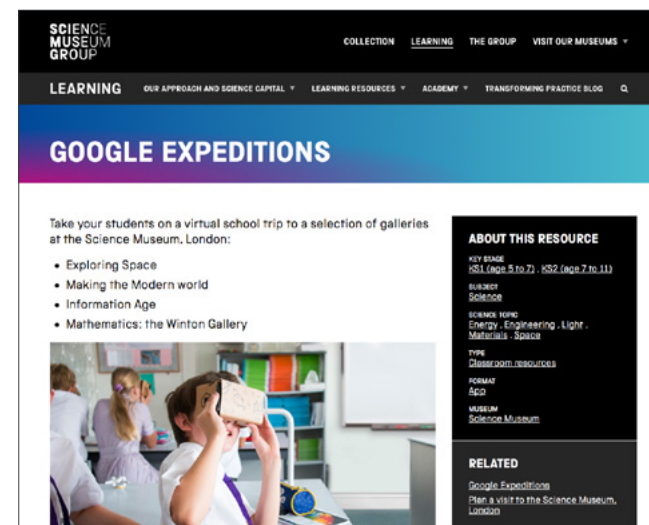 SCIENCE
MUSEUM
GROUP
COLLECTION LEARNING THE GROUP VISIT OUR MUSEUMS
LEARNING OUR APPROACH AND SCIENCE CAPITAL LEARNING RESOURCES ACADEMY TRANSFORMING PRACTICE BLOG
GOOGLE EXPEDITIONS
Take your students on a virtual school trip to a selection of galleries
at the Science Museum, London:
• Exploring Space
• Making the Modern world
• Information Age
• Mathematics: the Winton Gallery
ABOUT THIS RESOURCE
KEY STAGE
KS1 (age 5 to 7) . KS2 (age 7 to 11)
SUBJECT
Science
SCIENCE TOPIC
Energy . Engineering . Light .
Materials . Space
TYPE
Classroom resources
FORMAT
App
MUSEUM
Science Museum
RELATED
Google Expeditions
Plan a visit to the Science Museum,
London